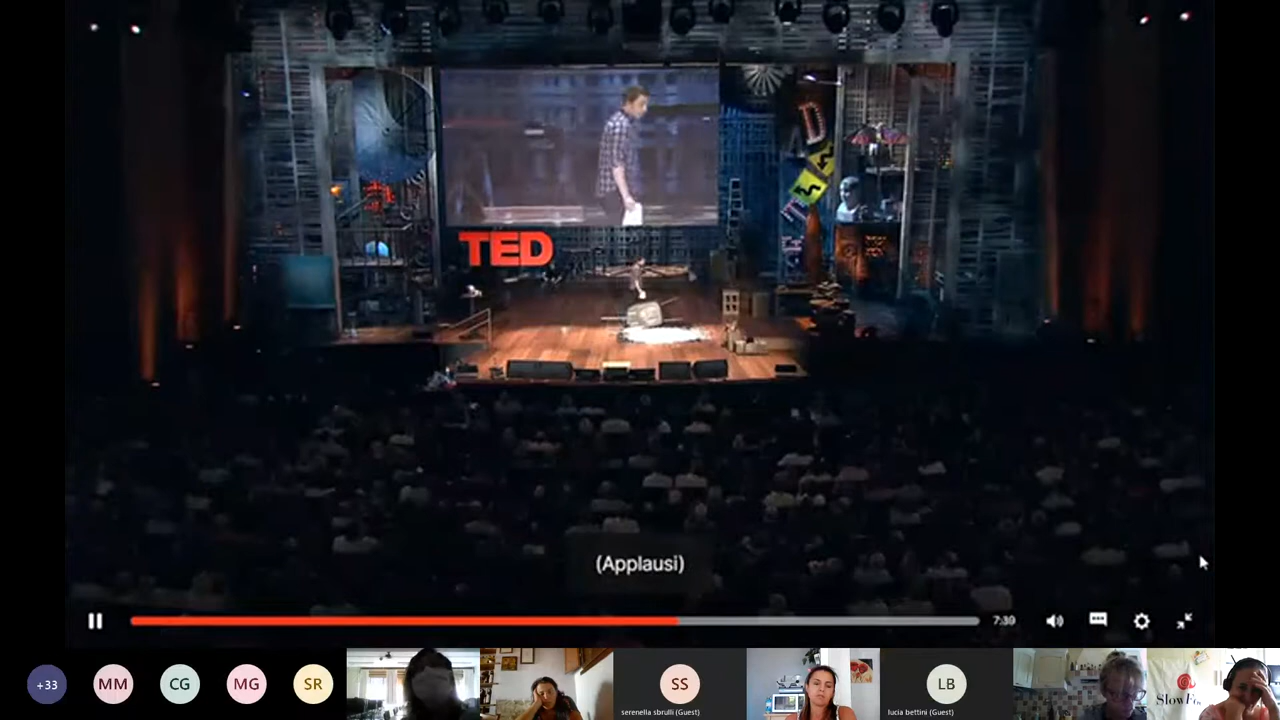 TED
(Applausi)
7:39
+33
MM
CG
MG
SR
SS
serenella sbrulli (Guest)
LB
lucia bettini (Guest)